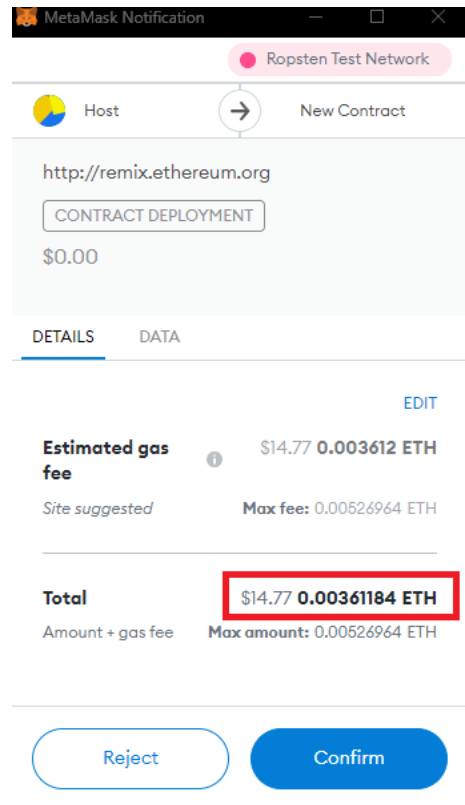 MetaMask Notification
Ropsten Test Network
Host New Contract
http://remix.ethereum.org
CONTRACT DEPLOYMENT
$0.00
DETAILS DATA
EDIT
Estimated gas fee $14.77 0.003612 ETH
Site suggested Max fee: 0.00526964 ETH
Total $14.77 0.00361184 ETH
Amount + gas fee Max amount: 0.00526964 ETH
Reject Confirm